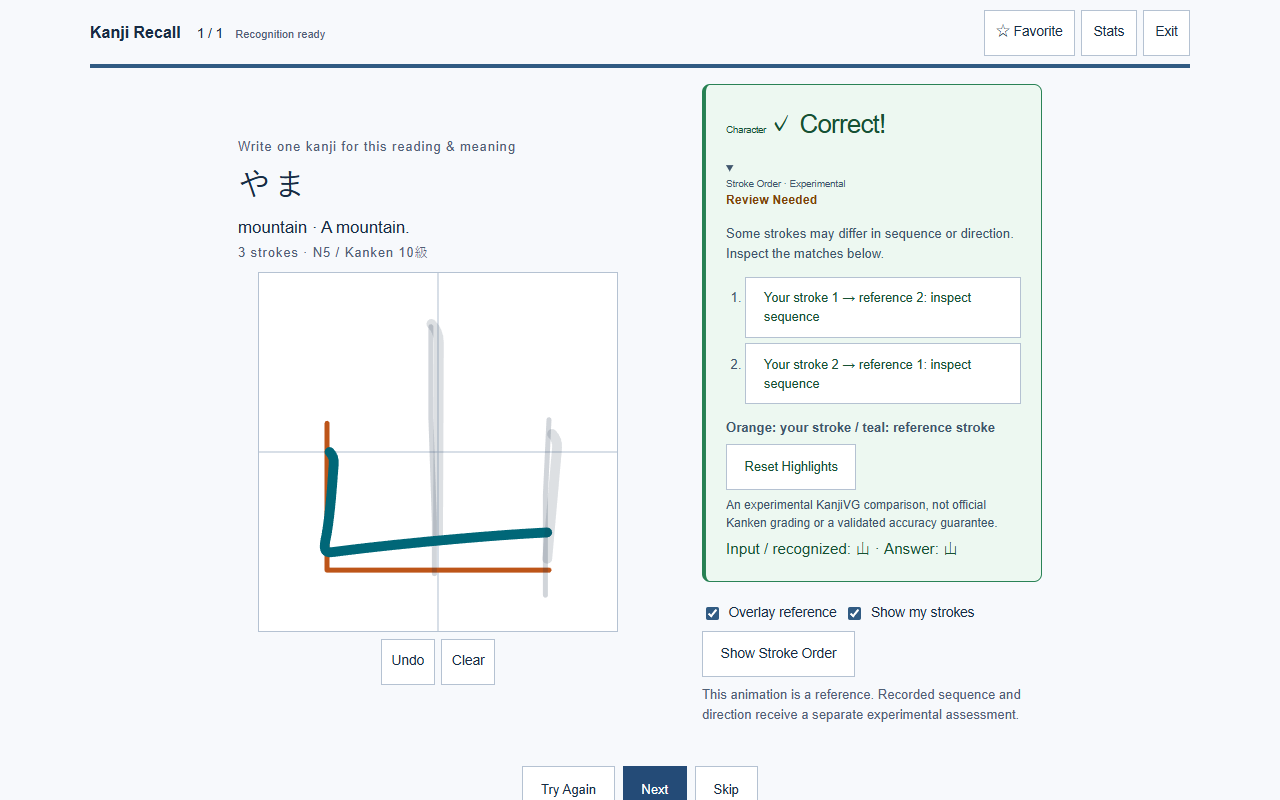 Kanji Recall 1 / 1 Recognition ready ☆ Favorite Stats Exit
Write one kanji for this reading & meaning
やま
mountain · A mountain.
3 strokes · N5 / Kanken 10級
Undo Clear
Character ✓ Correct!
▼
Stroke Order · Experimental
Review Needed
Some strokes may differ in sequence or direction.
Inspect the matches below.
1. Your stroke 1 → reference 2: inspect
sequence
2. Your stroke 2 → reference 1: inspect
sequence
Orange: your stroke / teal: reference stroke
Reset Highlights
An experimental KanjiVG comparison, not official
Kanken grading or a validated accuracy guarantee.
Input / recognized: 山 · Answer: 山
Overlay reference Show my strokes
Show Stroke Order
This animation is a reference. Recorded sequence and
direction receive a separate experimental assessment.
Try Again Next Skip